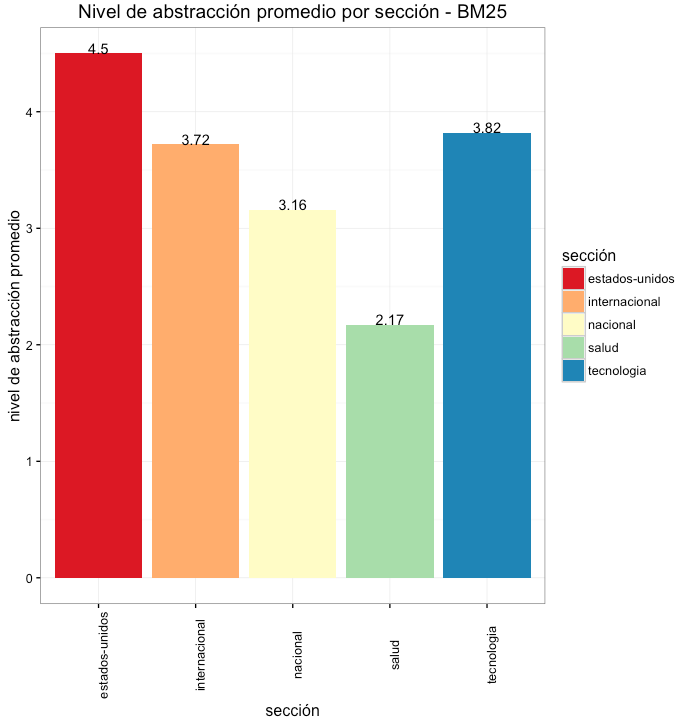 Nivel de abstracción promedio por sección - BM25
nivel de abstracción promedio
4
3
2
1
0
4.5
3.72
3.16
2.17
3.82
estados-unidos
internacional
nacional
salud
tecnologia
sección
sección
estados-unidos
internacional
nacional
salud
tecnologia